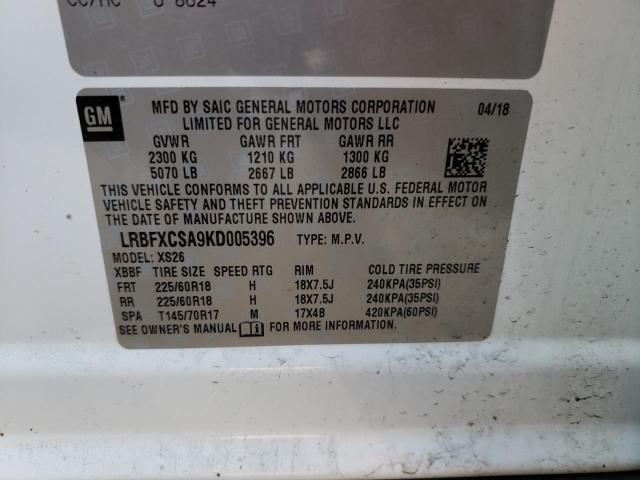 GM
MFD BY SAIC GENERAL MOTORS CORPORATION 04/18
LIMITED FOR GENERAL MOTORS LLC
GVWR GAWR FRT GAWR RR
2300 KG 1210 KG 1300 KG
5070 LB 2667 LB 2866 LB
THIS VEHICLE CONFORMS TO ALL APPLICABLE U.S. FEDERAL MOTOR
VEHICLE SAFETY AND THEFT PREVENTION STANDARDS IN EFFECT ON THE
DATE OF MANUFACTURE SHOWN ABOVE.
LRBFXCSA9KD005396 TYPE: M.P.V.
MODEL: XS26
XBBF TIRE SIZE SPEED RTG RIM COLD TIRE PRESSURE
FRT 225/60R18 H 18X7.5J 240KPA(35PSI)
RR 225/60R18 H 18X7.5J 240KPA(35PSI)
SPA T145/70R17 M 17X4B 420KPA(60PSI)
SEE OWNER'S MANUAL FOR MORE INFORMATION.